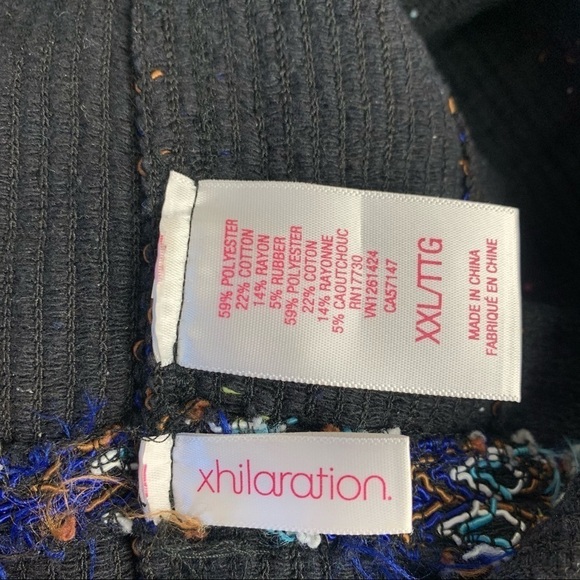 59% POLYESTER
22% COTTON
14% RAYON
5% RUBBER
59% POLYESTER
22% COTON
14% RAYONNE
5% CAOUTCHOUC
RN17730
VN1261424
CA57147
XXL/TTG
MADE IN CHINA
FABRIQUÉ EN CHINE
xhilaration.